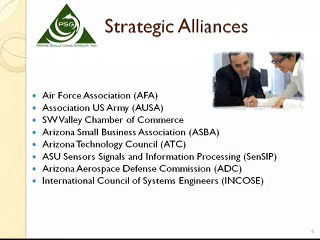 PSG
PRIME SOLUTIONS GROUP, INC
Strategic Alliances
Air Force Association (AFA)
Association US Army (AUSA)
SW Valley Chamber of Commerce
Arizona Small Business Association (ASBA)
Arizona Technology Council (ATC)
ASU Sensors Signals and Information Processing (SenSIP)
Arizona Aerospace Defense Commission (ADC)
International Council of Systems Engineers (INCOSE)